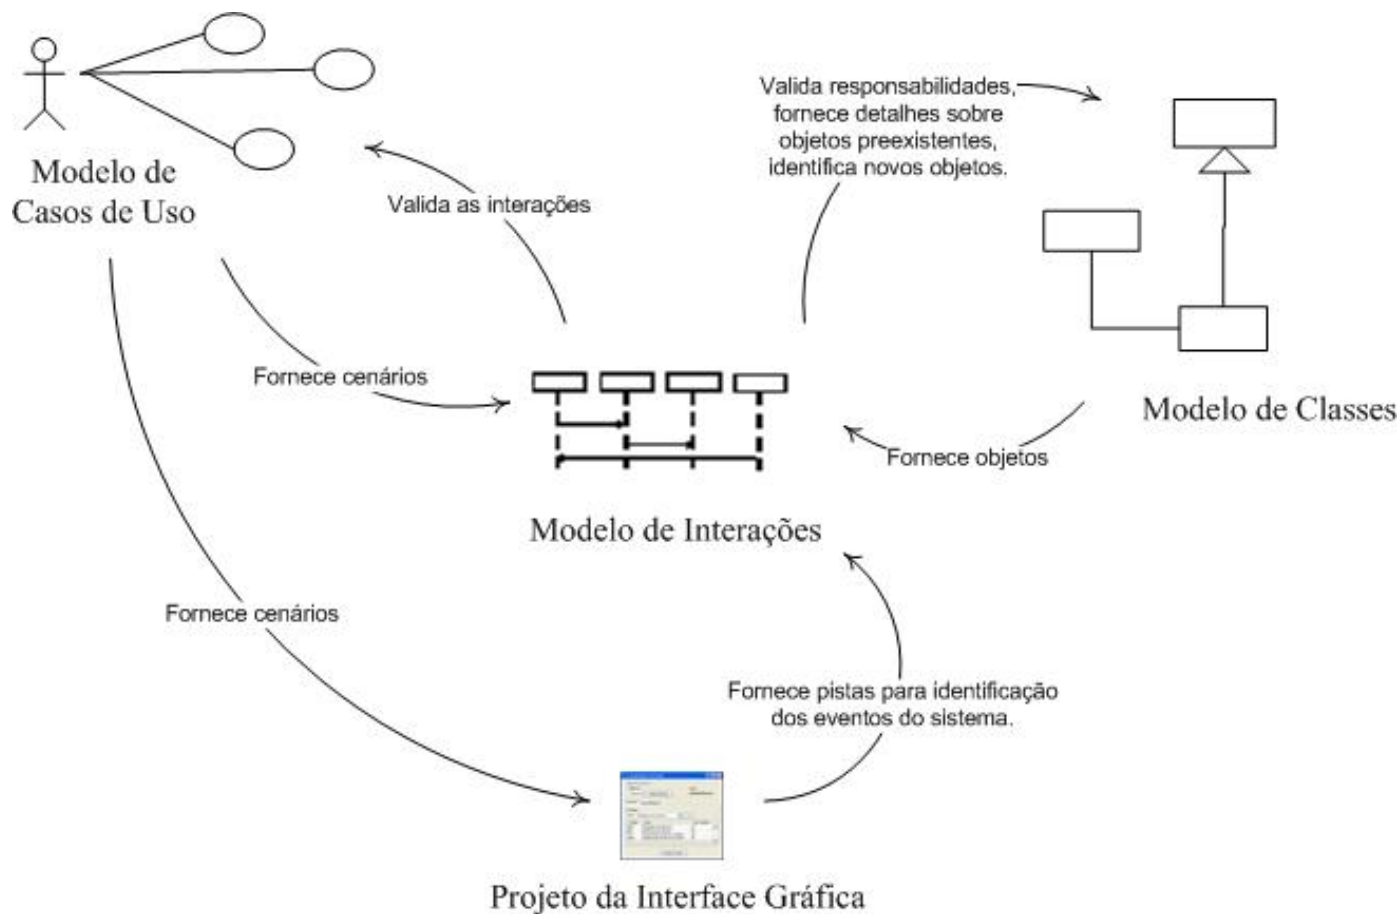 Modelo de
Casos de Uso
Valida as interações
Valida responsabilidades,
fornece detalhes sobre
objetos preexistentes,
identifica novos objetos.
Fornece cenários
Modelo de Classes
Fornece objetos
Modelo de Interações
Fornece cenários
Fornece pistas para identificação
dos eventos do sistema.
Projeto da Interface Gráfica